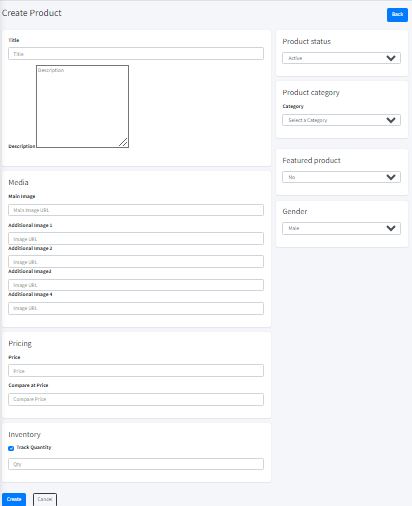 Create Product
Back
Title
Title
Description
Description
Media
Main Image
Main Image URL
Additional Image 1
Image URL
Additional Image 2
Image URL
Additional Image3
Image URL
Additional Image 4
Image URL
Pricing
Price
Price
Compare at Price
Compare Price
Inventory
Track Quantity
Qty
Create
Cancel
Product status
Active
Product category
Category
Select a Category
Featured product
No
Gender
Male